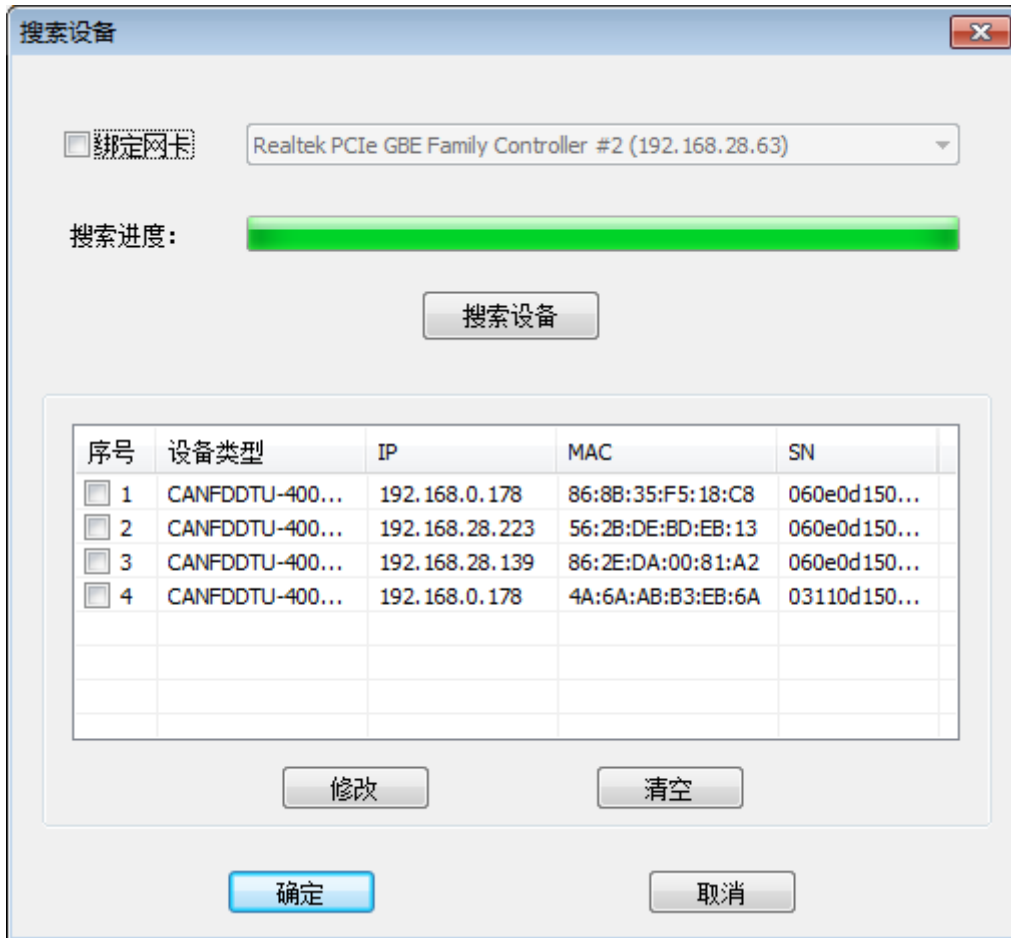 搜索设备
绑定网卡 Realtek PCIe GBE Family Controller #2 (192.168.28.63)
搜索进度:
搜索设备
序号 设备类型 IP MAC SN
1 CANFDDTU-400... 192.168.0.178 86:8B:35:F5:18:C8 060e0d150...
2 CANFDDTU-400... 192.168.28.223 56:2B:DE:BD:EB:13 060e0d150...
3 CANFDDTU-400... 192.168.28.139 86:2E:DA:00:81:A2 060e0d150...
4 CANFDDTU-400... 192.168.0.178 4A:6A:AB:B3:EB:6A 03110d150...
修改 清空
确定 取消